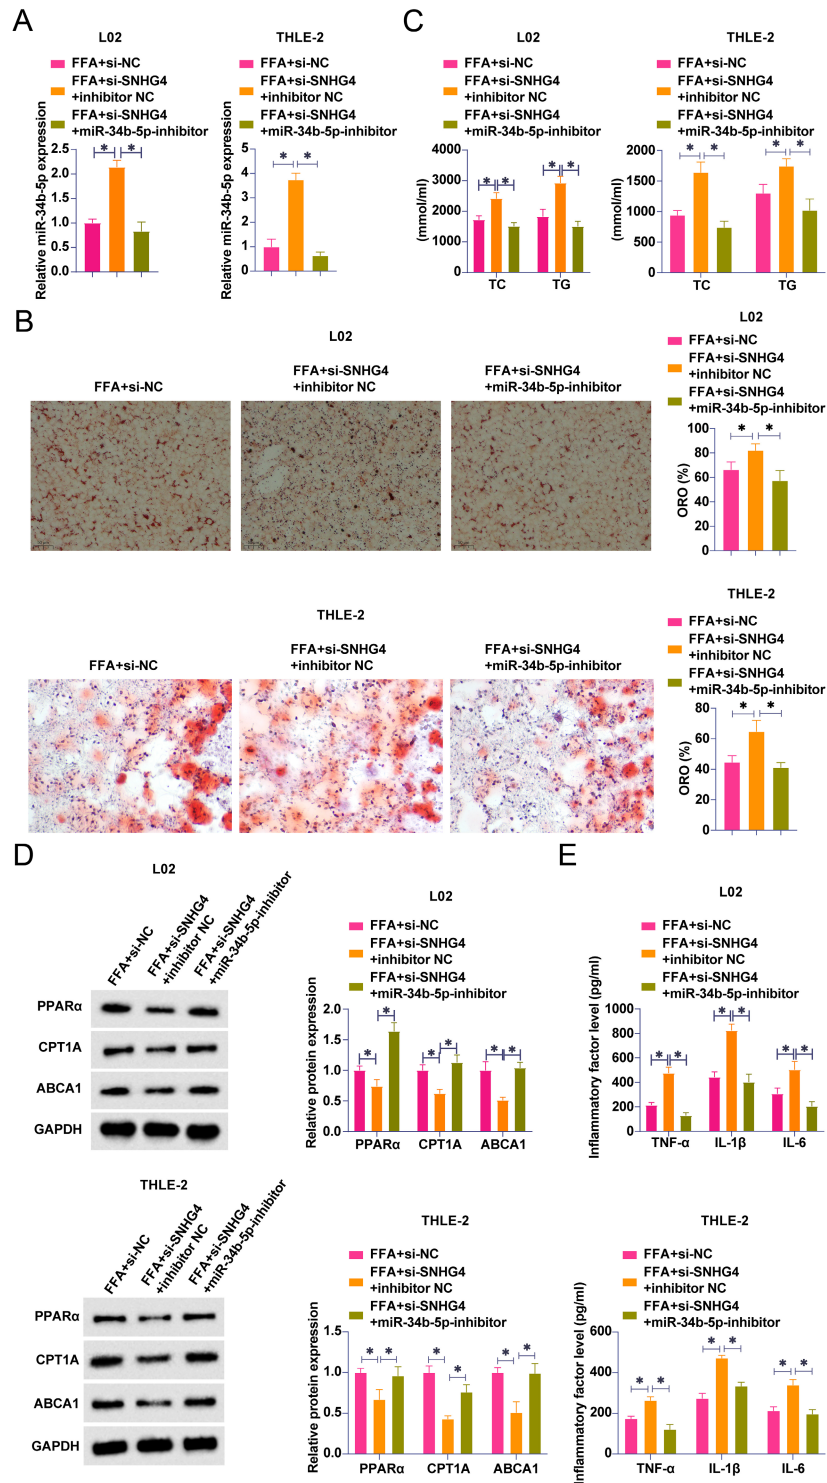 A
L02
FFA+si-NC
FFA+si-SNHG4
+inhibitor NC
FFA+si-SNHG4
+miR-34b-5p-inhibitor
Relative miR-34b-5p expression
2.5
2.0
1.5
1.0
0.5
0.0
*
*
THLE-2
FFA+si-NC
FFA+si-SNHG4
+inhibitor NC
FFA+si-SNHG4
+miR-34b-5p-inhibitor
Relative miR-34b-5p expression
5
4
3
2
1
0
*
*
C
L02
FFA+si-NC
FFA+si-SNHG4
+inhibitor NC
FFA+si-SNHG4
+miR-34b-5p-inhibitor
(mmol/ml)
4000
3000
2000
1000
0
*
*
*
*
TC
TG
THLE-2
FFA+si-NC
FFA+si-SNHG4
+inhibitor NC
FFA+si-SNHG4
+miR-34b-5p-inhibitor
(mmol/ml)
2000
1500
1000
500
0
*
*
*
*
TC
TG
B
L02
FFA+si-NC
FFA+si-SNHG4
+inhibitor NC
FFA+si-SNHG4
+miR-34b-5p-inhibitor
L02
FFA+si-NC
FFA+si-SNHG4
+inhibitor NC
FFA+si-SNHG4
+miR-34b-5p-inhibitor
ORO (%)
100
80
60
40
20
0
*
*
THLE-2
FFA+si-NC
FFA+si-SNHG4
+inhibitor NC
FFA+si-SNHG4
+miR-34b-5p-inhibitor
THLE-2
FFA+si-NC
FFA+si-SNHG4
+inhibitor NC
FFA+si-SNHG4
+miR-34b-5p-inhibitor
ORO (%)
80
60
40
20
0
*
*
D
L02
FFA+si-NC
FFA+si-SNHG4
+inhibitor NC
FFA+si-SNHG4
+miR-34b-5p-inhibitor
PPARα
CPT1A
ABCA1
GAPDH
L02
FFA+si-NC
FFA+si-SNHG4
+inhibitor NC
FFA+si-SNHG4
+miR-34b-5p-inhibitor
Relative protein expression
2.0
1.5
1.0
0.5
0.0
*
*
*
*
*
*
PPARα
CPT1A
ABCA1
THLE-2
FFA+si-NC
FFA+si-SNHG4
+inhibitor NC
FFA+si-SNHG4
+miR-34b-5p-inhibitor
PPARα
CPT1A
ABCA1
GAPDH
THLE-2
FFA+si-NC
FFA+si-SNHG4
+inhibitor NC
FFA+si-SNHG4
+miR-34b-5p-inhibitor
Relative protein expression
1.5
1.0
0.5
0.0
*
*
*
*
*
*
PPARα
CPT1A
ABCA1
E
L02
FFA+si-NC
FFA+si-SNHG4
+inhibitor NC
FFA+si-SNHG4
+miR-34b-5p-inhibitor
Inflammatory factor level (pg/ml)
1000
800
600
400
200
0
*
*
*
*
*
*
TNF-α
IL-1β
IL-6
THLE-2
FFA+si-NC
FFA+si-SNHG4
+inhibitor NC
FFA+si-SNHG4
+miR-34b-5p-inhibitor
Inflammatory factor level (pg/ml)
600
400
200
0
*
*
*
*
*
*
TNF-α
IL-1β
IL-6